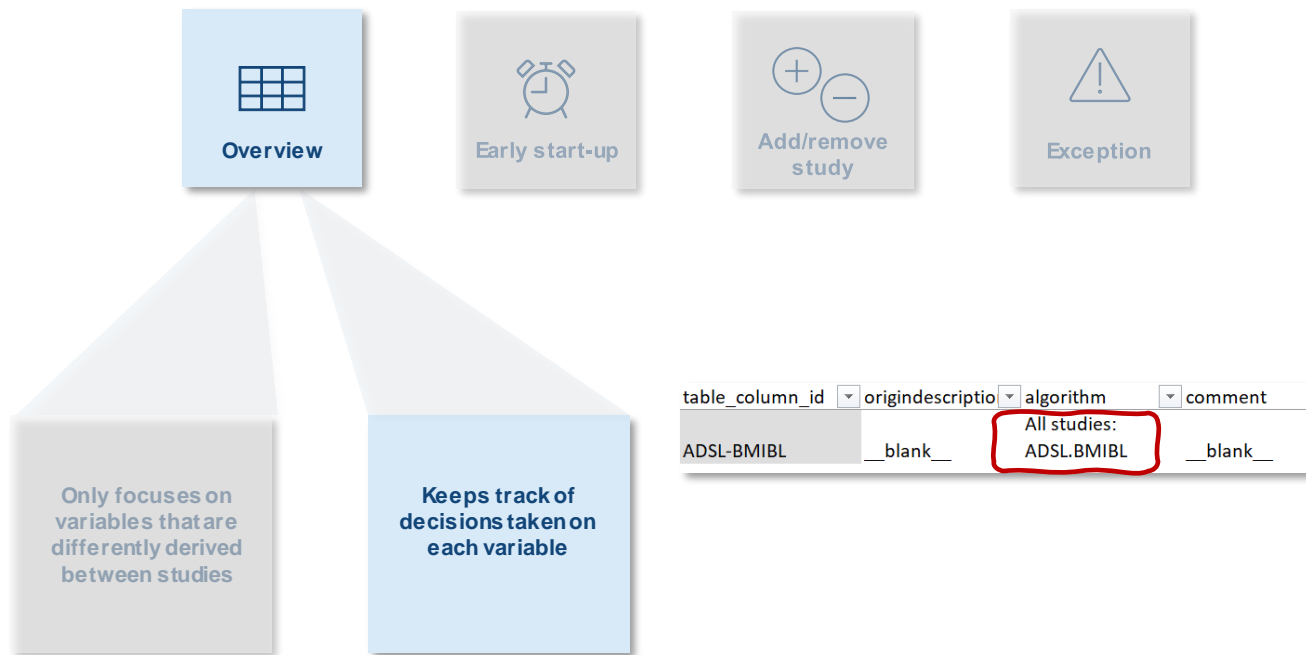 Overview
Early start-up
Add/remove
study
Exception
Only focuses on
variables that are
differently derived
between studies
Keeps track of
decisions taken on
each variable
table_column_id origindescriptio algorithm comment
All studies:
ADSL-BMIBL __blank__ ADSL.BMIBL __blank__